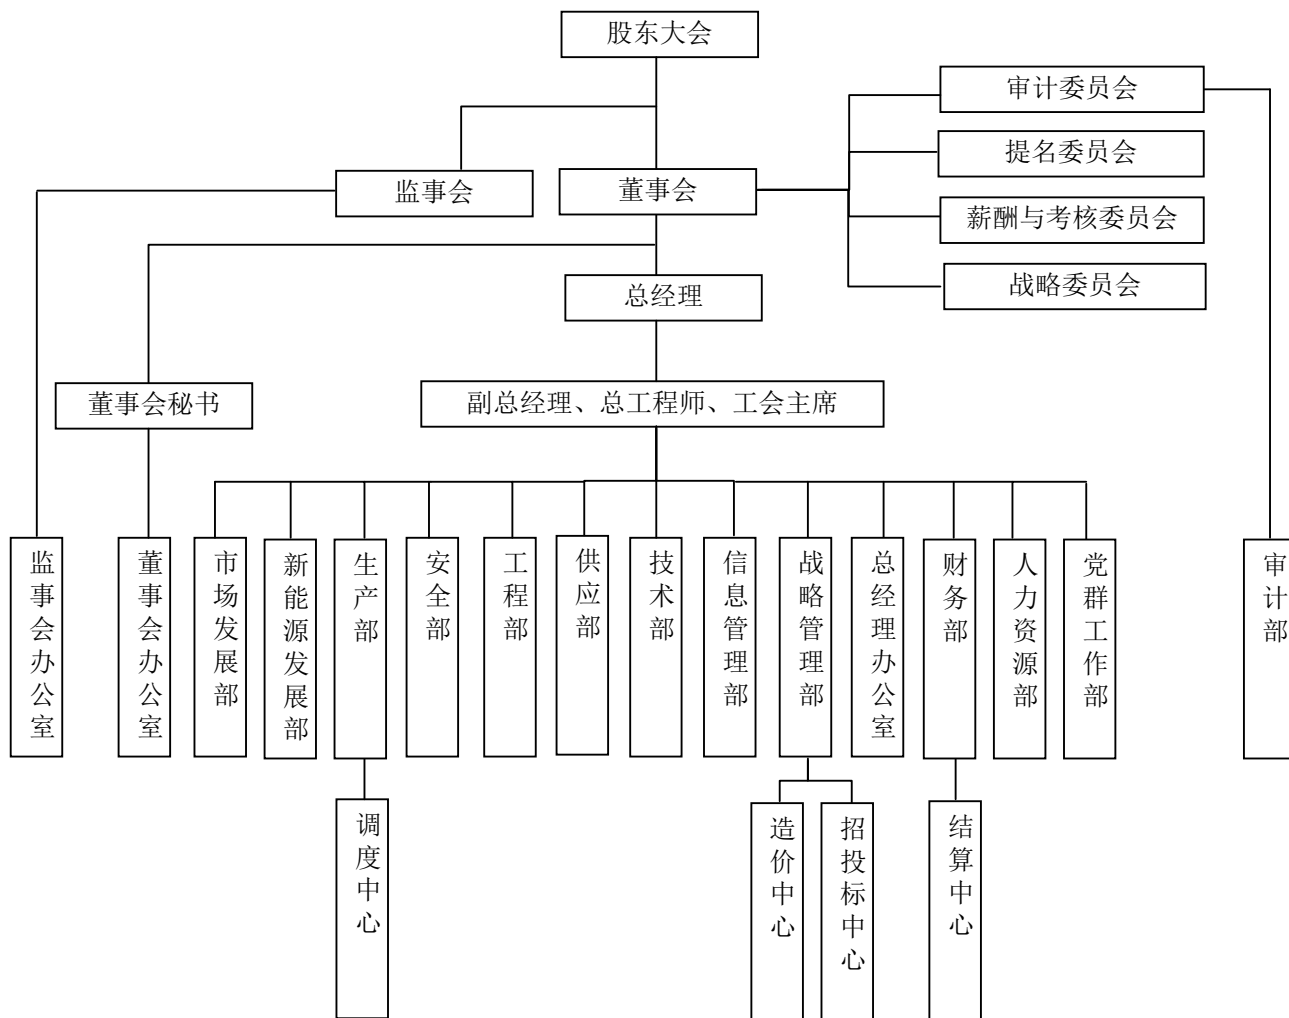 股东大会
审计委员会
提名委员会
监事会
董事会
薪酬与考核委员会
战略委员会
总经理
董事会秘书
副总经理、总工程师、工会主席
监事会办公室
董事会办公室
市场发展部
新能源发展部
生产部
安全部
工程部
供应部
技术部
信息管理部
战略管理部
总经理办公室
财务部
人力资源部
党群工作部
审计部
调度中心
造价中心
招投标中心
结算中心